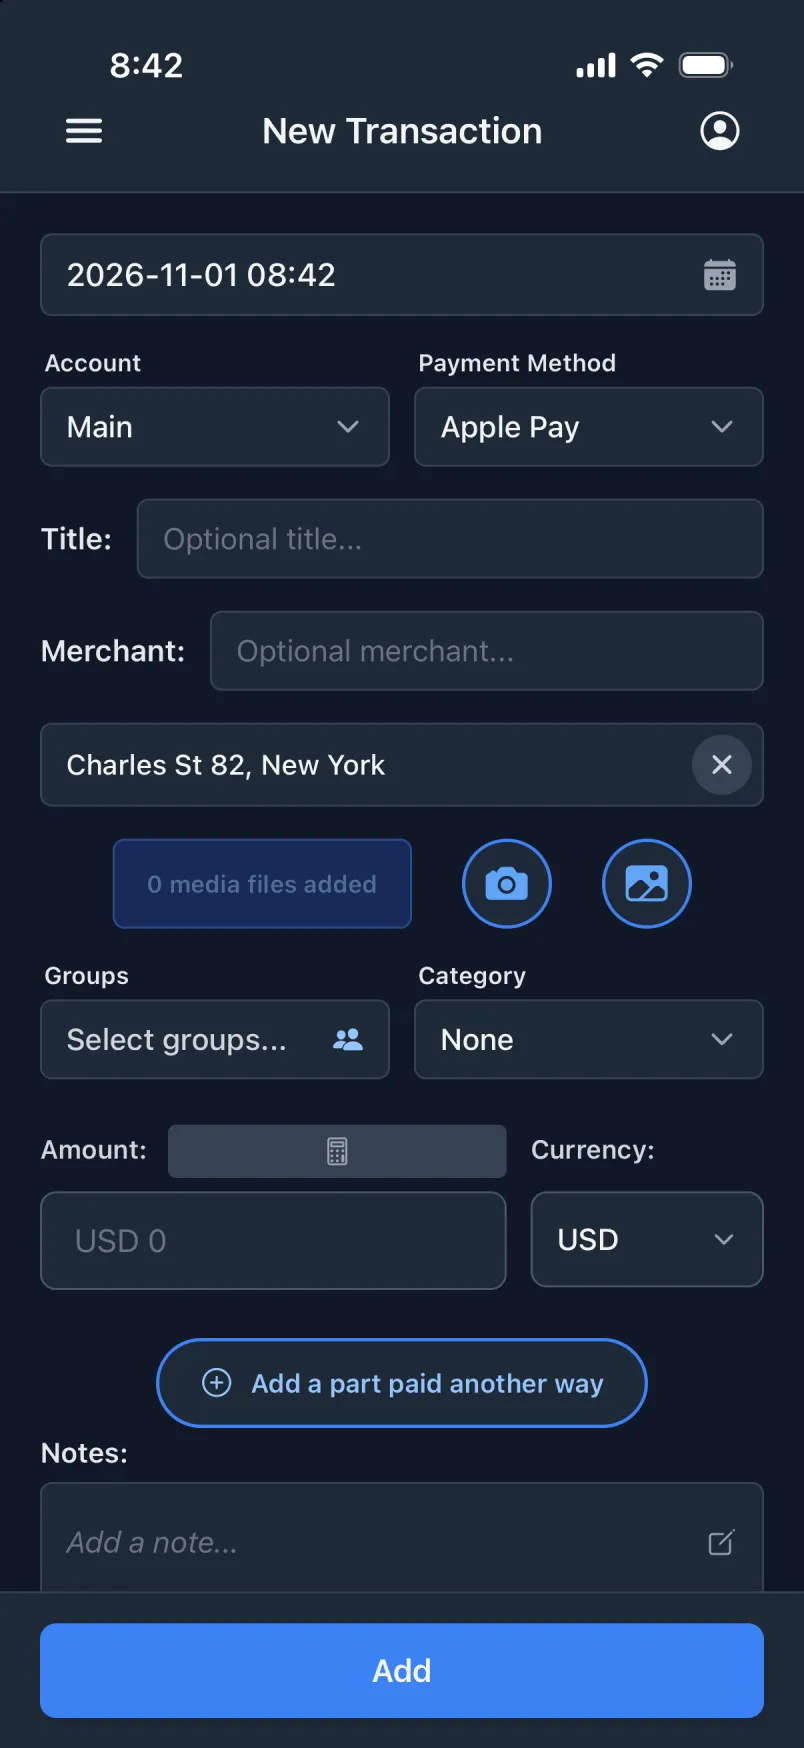 8:42
New Transaction
2026-11-01 08:42
Account
Payment Method
Main
Apple Pay
Title:
Optional title...
Merchant:
Optional merchant...
Charles St 82, New York
0 media files added
Groups
Category
Select groups...
None
Amount:
Currency:
USD 0
USD
Add a part paid another way
Notes:
Add a note...
Add